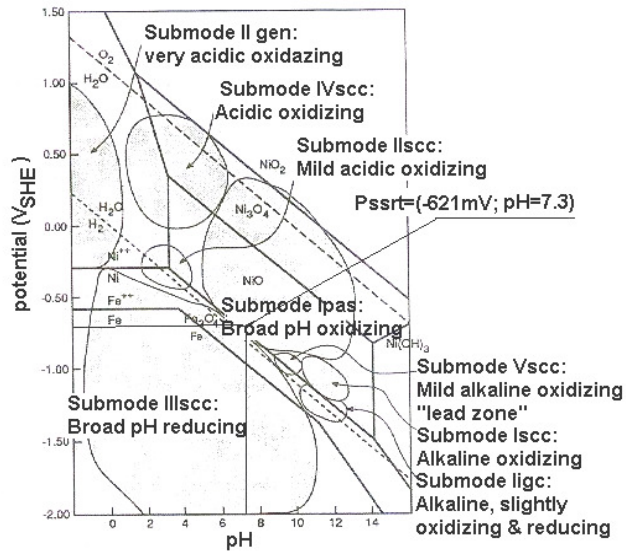 1.50
Submode II gen:
very acidic oxidazing
O2
H2O
1.00
Submode IVscc:
Acidic oxidizing
Submode IIscc:
Mild acidic oxidizing
0.50
NiO2
Ni3O4
Pssrt=(-621mV; pH=7.3)
potential (VSHE)
0.00
H2O
H2
Ni++
Ni
NiO
-0.50
Fe++
Submode Ipas:
Broad pH oxidizing
Fe
Fe3O4
Fe
Ni(OH)3
-1.00
Submode Vscc:
Mild alkaline oxidizing
"lead zone"
Submode IIIscc:
Broad pH reducing
Submode Iscc:
Alkaline oxidizing
-1.50
Submode Iigc:
Alkaline, slightly
oxidizing & reducing
-2.00
0 2 4 6 8 10 12 14
pH